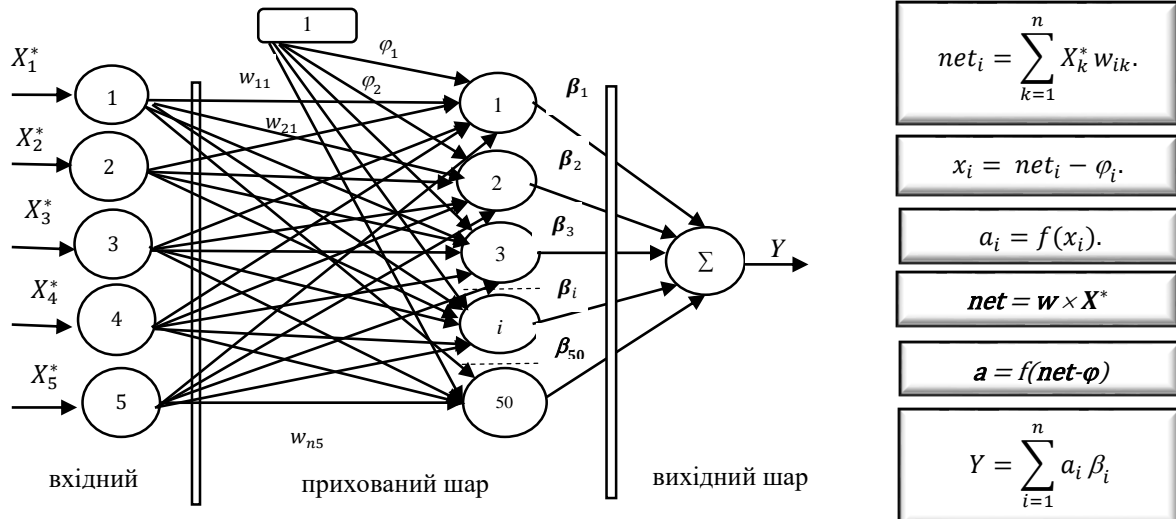 1
φ₁
φ₂
X₁*
X₂*
X₃*
X₄*
X₅*
1
2
3
4
5
w₁₁
w₂₁
wₙ₅
1
2
3
i
50
β₁
β₂
β₃
βᵢ
β₅₀
Σ
Y
вхідний
прихований шар
вихідний шар
netᵢ = ∑ₖ₌₁ⁿ Xₖ* wᵢₖ.
xᵢ = netᵢ − φᵢ.
aᵢ = f(xᵢ).
net = w × X*
a = f(net-φ)
Y = ∑ᵢ₌₁ⁿ aᵢ βᵢ